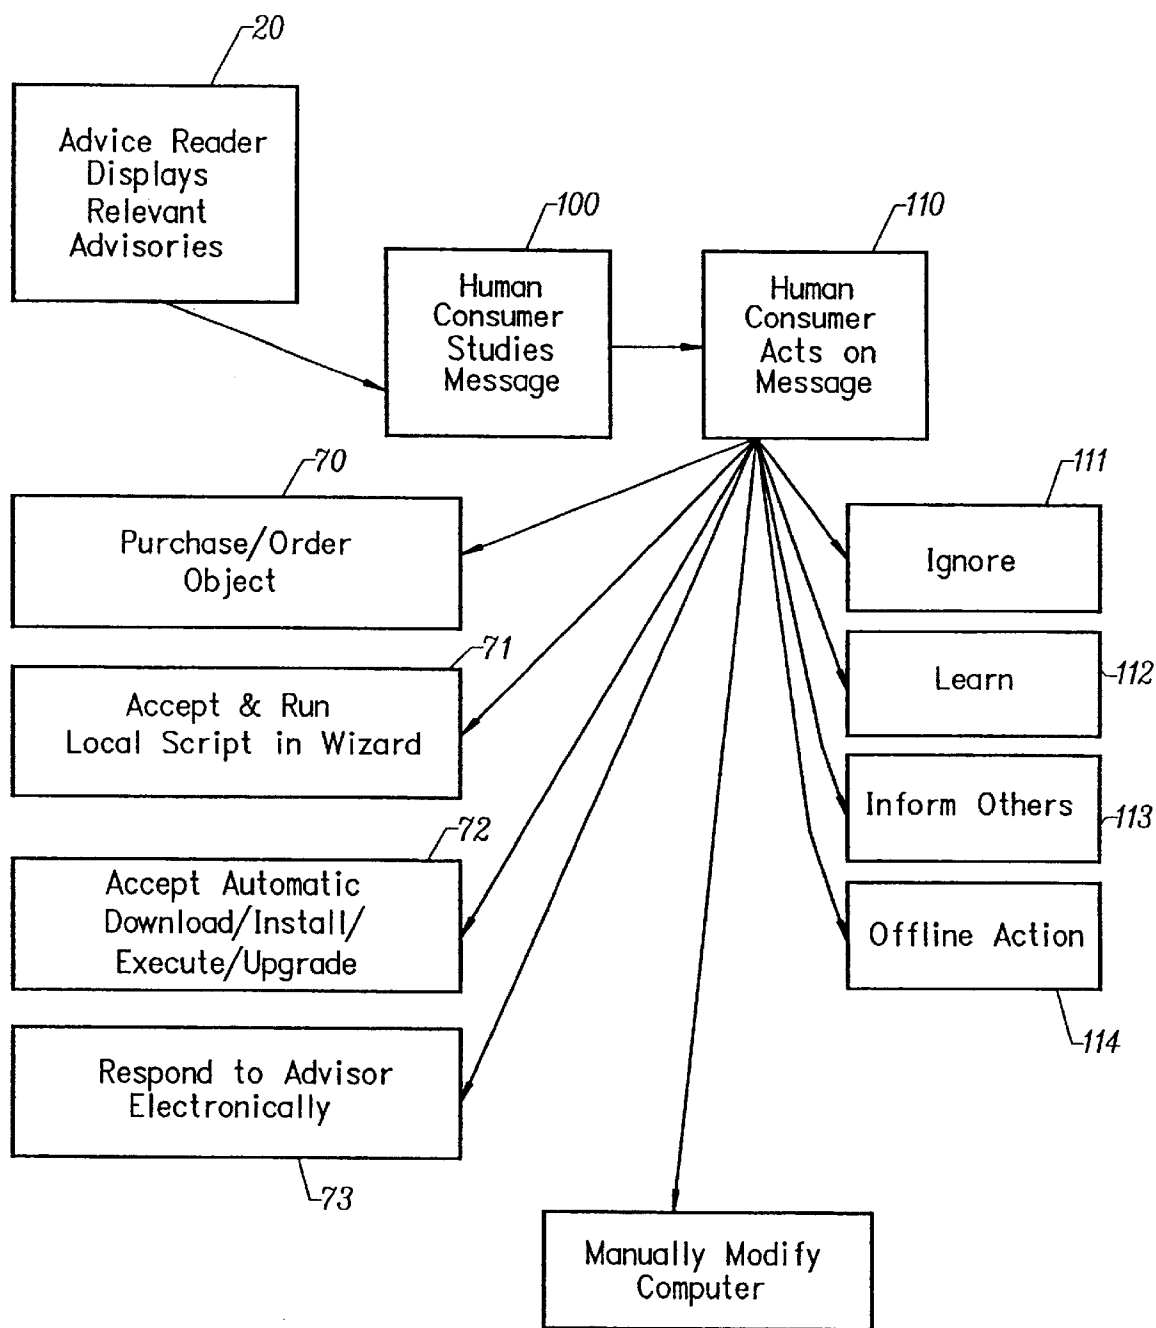 20
Advice Reader
Displays
Relevant
Advisories
100
Human
Consumer
Studies
Message
110
Human
Consumer
Acts on
Message
70
Purchase/Order
Object
71
Accept & Run
Local Script in Wizard
72
Accept Automatic
Download/Install/
Execute/Upgrade
Respond to Advisor
Electronically
73
111
Ignore
Learn
112
Inform Others
113
Offline Action
114
Manually Modify
Computer